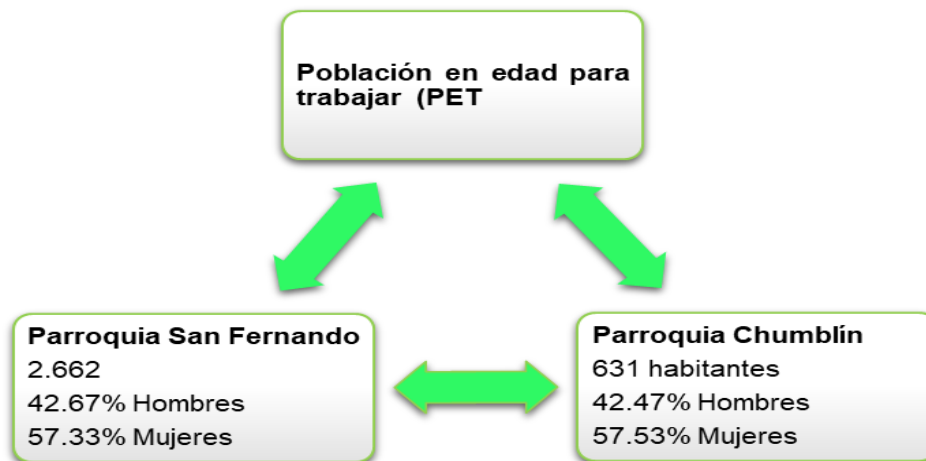 Población en edad para
trabajar (PET
Parroquia San Fernando
2.662
42.67% Hombres
57.33% Mujeres
Parroquia Chumblín
631 habitantes
42.47% Hombres
57.53% Mujeres